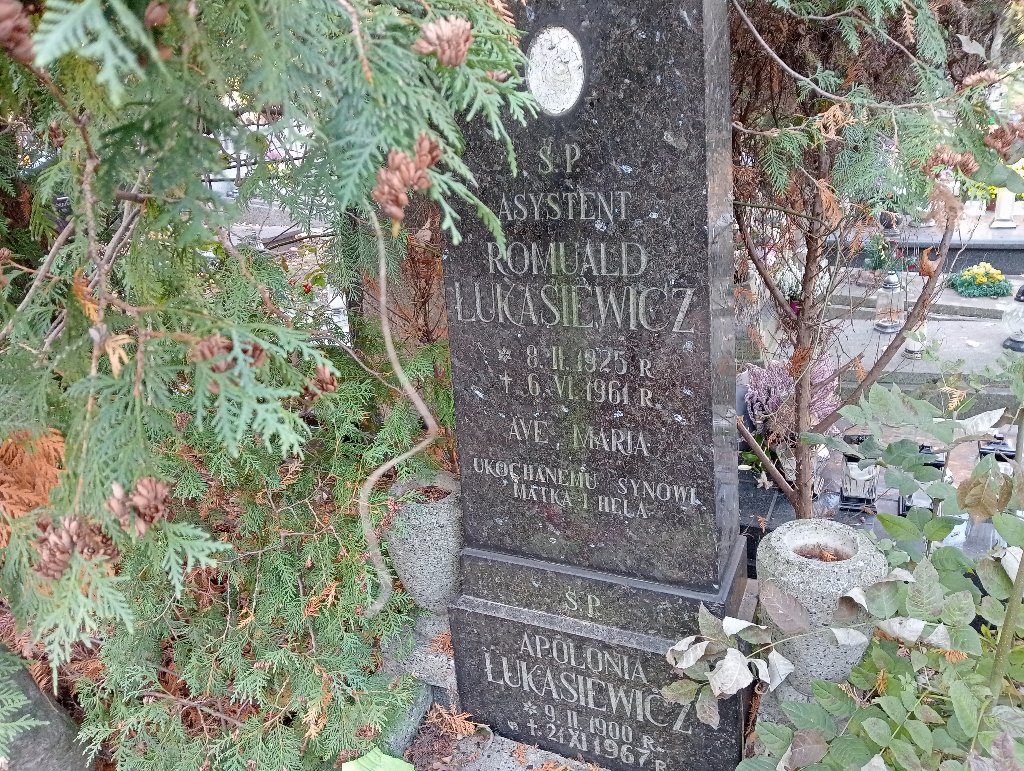 Ś.P.
ASYSTENT
ROMUALD
ŁUKASIEWICZ
* 8.II.1925 R.
+ 6.VI.1961 R.
AVE MARIA
UKOCHANEMU SYNOWI
MATKA I HELA
Ś.P.
APOLONIA
ŁUKASIEWICZ
* 9.II.1900 R.
+ 21.XI.1967 R.